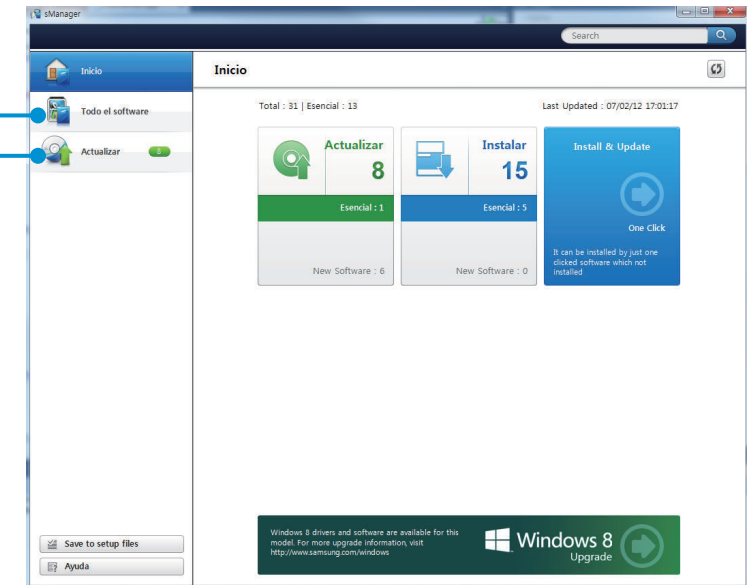 sManager
Search
Inicio
Todo el software
Actualizar 8
Inicio
Total : 31 | Esencial : 13
Last Updated : 07/02/12 17:01:17
Actualizar
8
Esencial : 1
New Software : 6
Instalar
15
Esencial : 5
New Software : 0
Install & Update
One Click
It can be installed by just one
clicked software which not
installed
Save to setup files
Ayuda
Windows 8 drivers and software are available for this
model. For more upgrade information, visit
http://www.samsung.com/windows
Windows 8
Upgrade